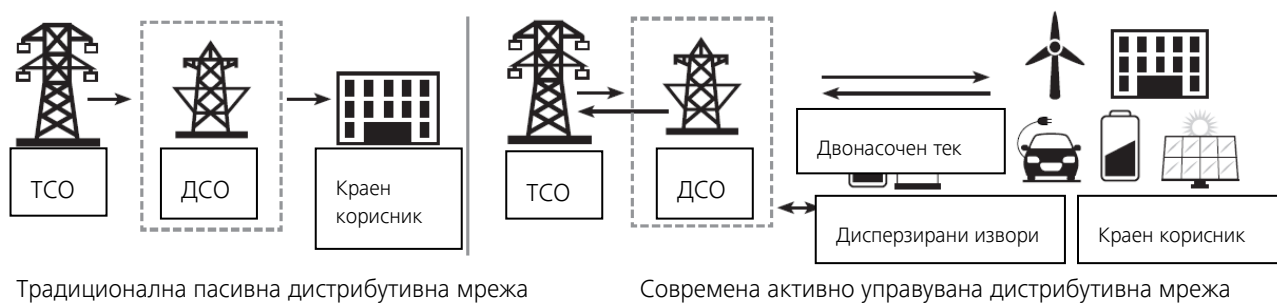 ТСО
ДСО
Краен
корисник
ТСО
ДСО
Двонасочен тек
Дисперзирани извори
Краен корисник
Традиционална пасивна дистрибутивна мрежа
Современа активно управувана дистрибутивна мрежа